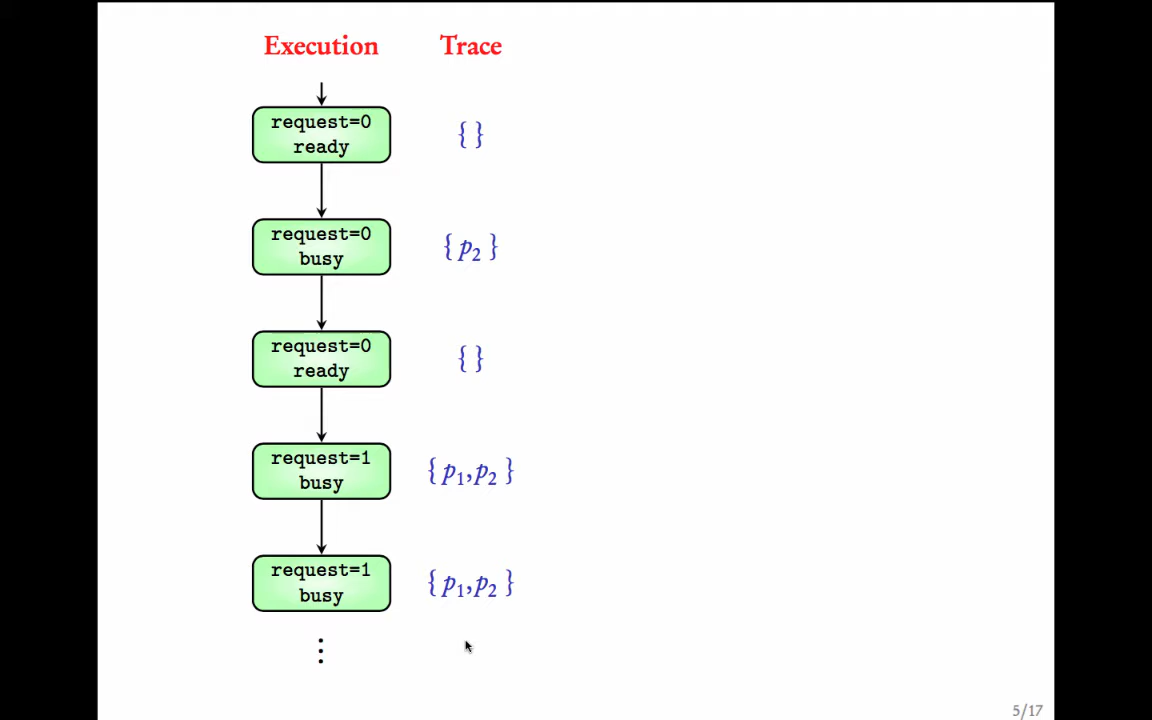 Execution Trace
request=0
ready
{ }
request=0
busy
{ p₂ }
request=0
ready
{ }
request=1
busy
{ p₁,p₂ }
request=1
busy
{ p₁,p₂ }
⋮
5/17